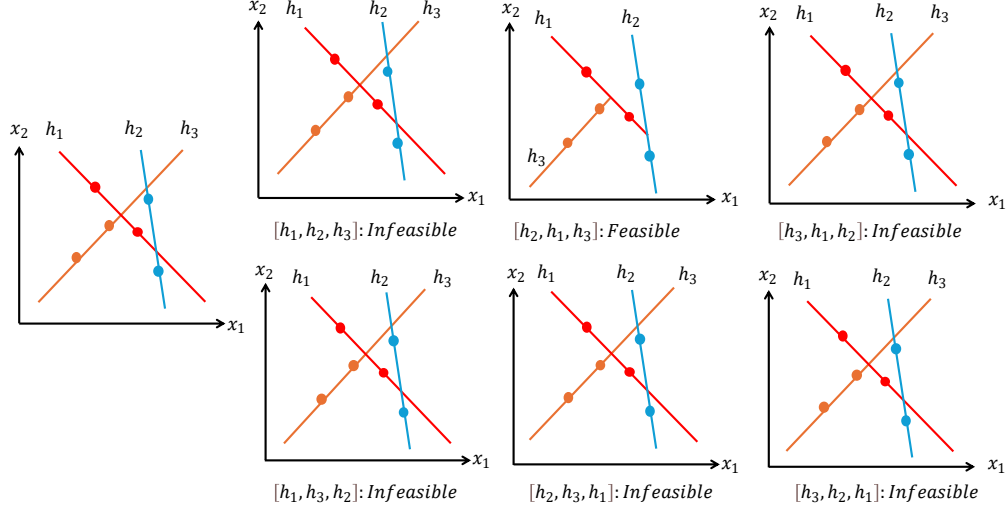 x₂
h₁
h₂
h₃
x₁
x₂
h₁
h₂
h₃
x₁
[h₁, h₂, h₃]: Infeasible
x₂
h₁
h₂
h₃
x₁
[h₂, h₁, h₃]: Feasible
x₂
h₁
h₂
h₃
x₁
[h₃, h₁, h₂]: Infeasible
x₂
h₁
h₂
h₃
x₁
[h₁, h₃, h₂]: Infeasible
x₂
h₁
h₂
h₃
x₁
[h₂, h₃, h₁]: Infeasible
x₂
h₁
h₂
h₃
x₁
[h₃, h₂, h₁]: Infeasible